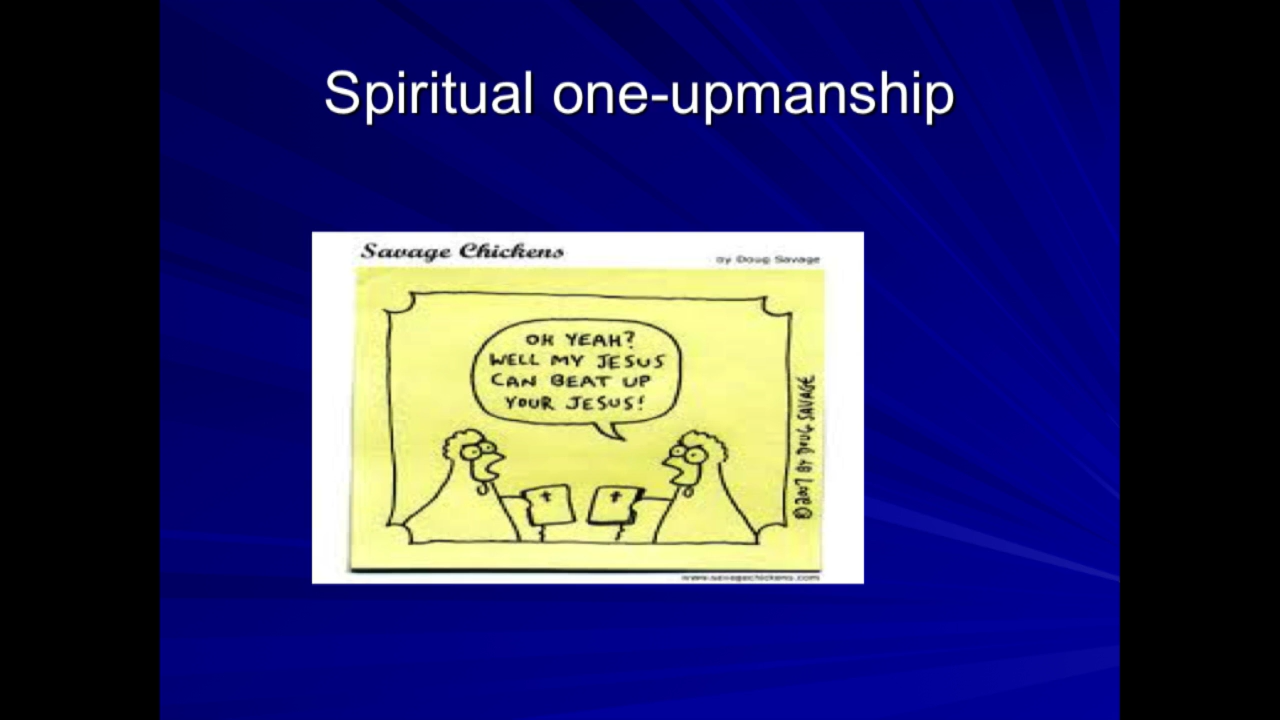 Spiritual one-upmanship
Savage Chickens
by Doug Savage
OH YEAH?
WELL MY JESUS
CAN BEAT UP
YOUR JESUS!
© 2007 BY DOUG SAVAGE
www.savagechickens.com